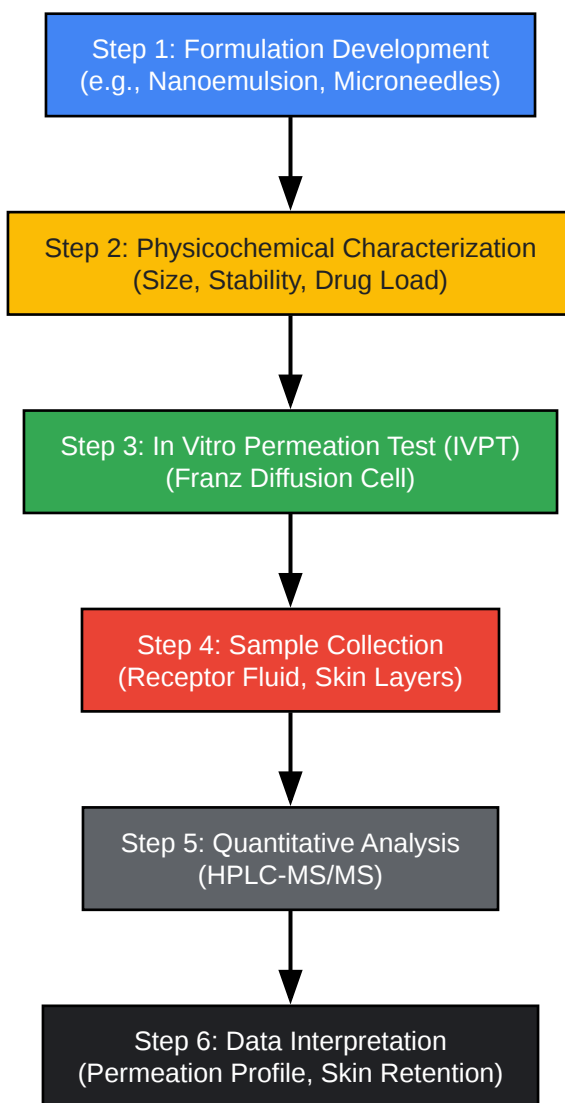 Step 1: Formulation Development
(e.g., Nanoemulsion, Microneedles)
Step 2: Physicochemical Characterization
(Size, Stability, Drug Load)
Step 3: In Vitro Permeation Test (IVPT)
(Franz Diffusion Cell)
Step 4: Sample Collection
(Receptor Fluid, Skin Layers)
Step 5: Quantitative Analysis
(HPLC-MS/MS)
Step 6: Data Interpretation
(Permeation Profile, Skin Retention)